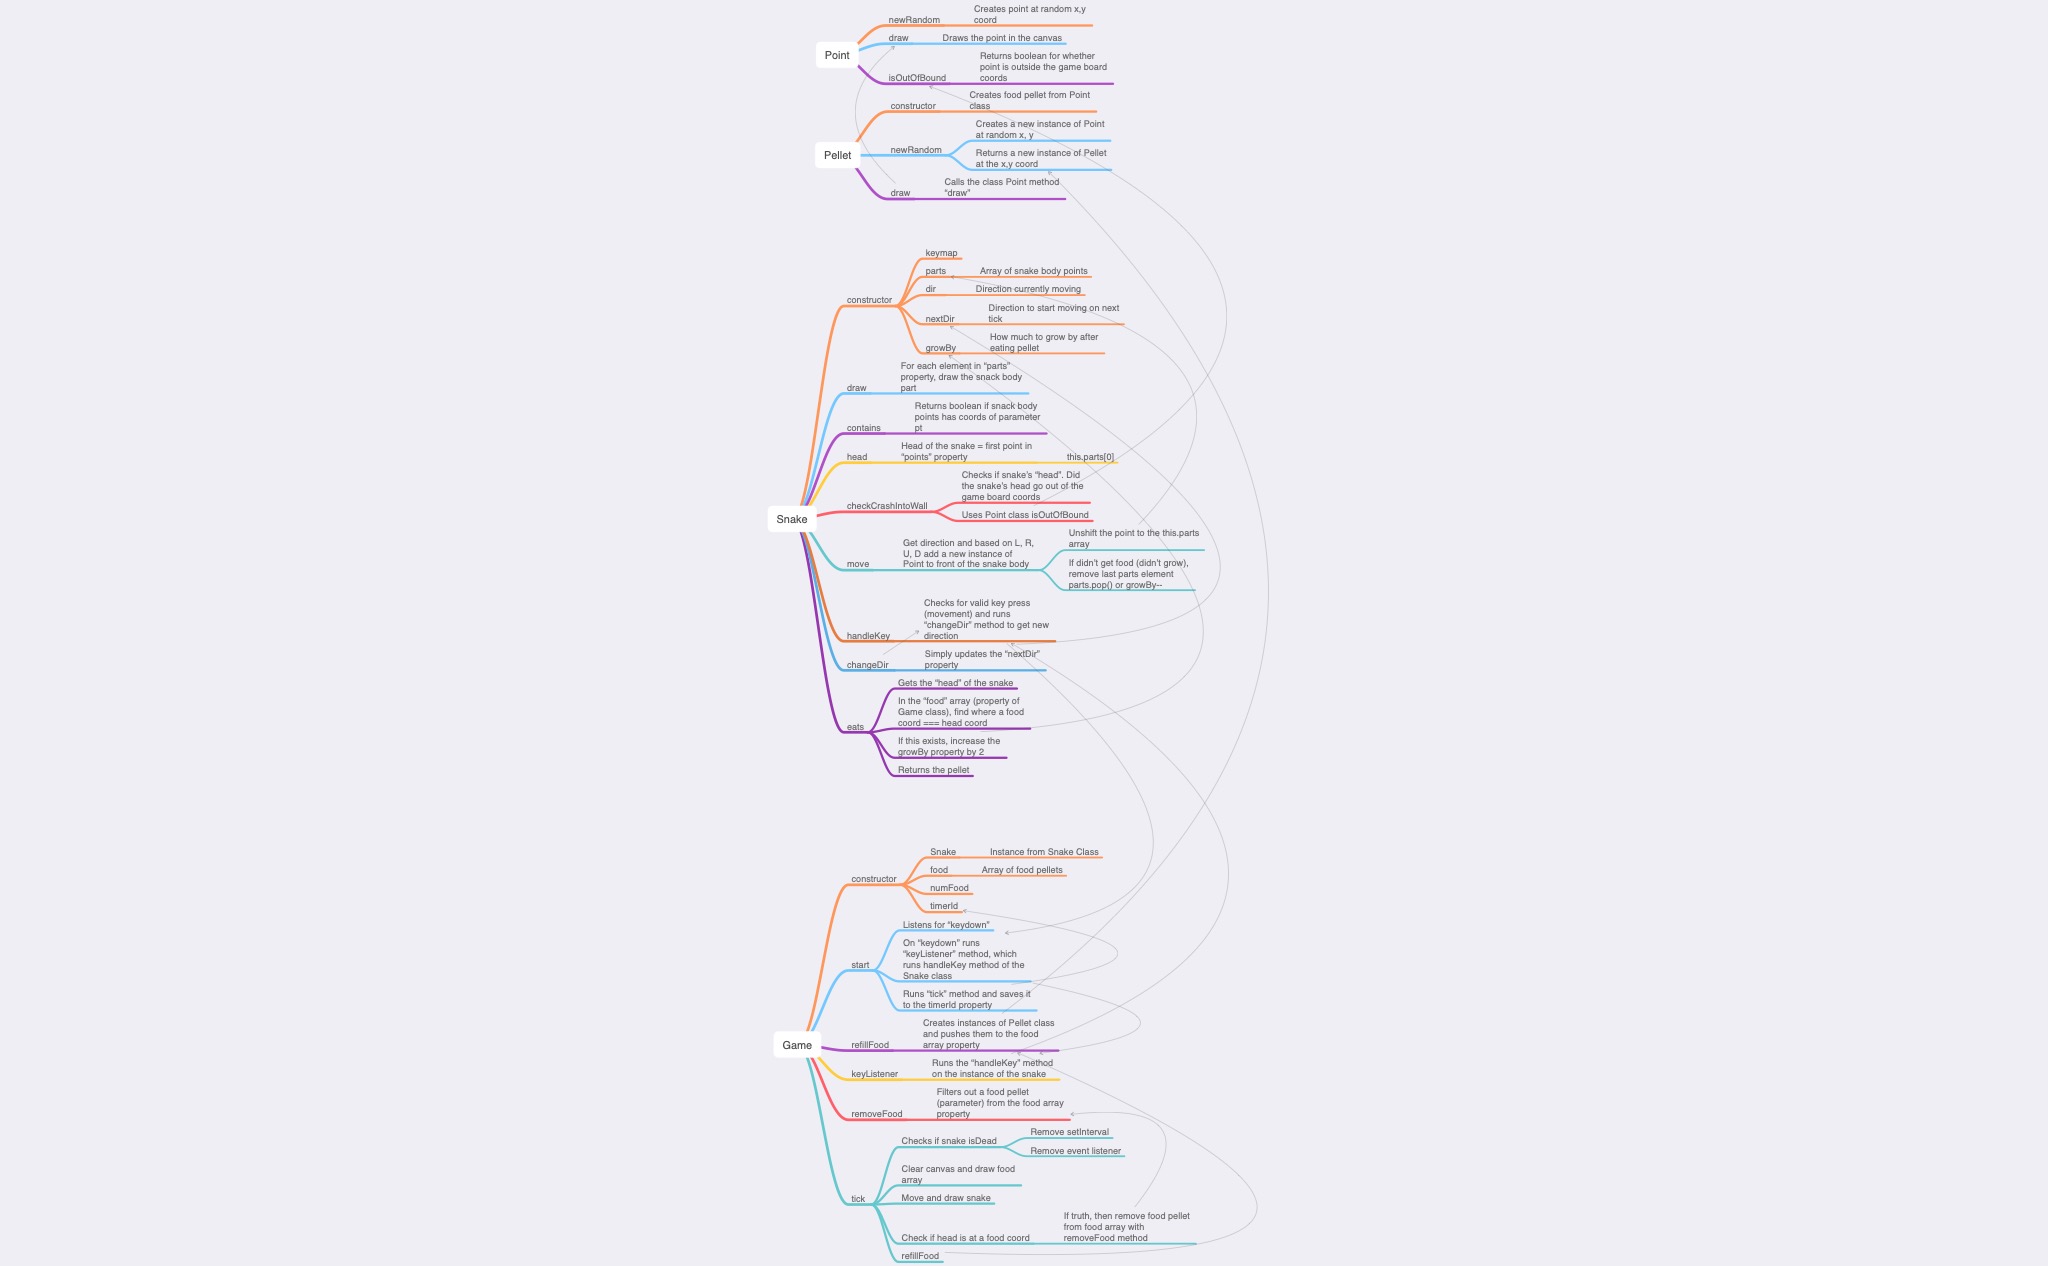 Point
newRandom
Creates point at random x,y
coord
draw
Draws the point in the canvas
isOutOfBound
Returns boolean for whether
point is outside the game board
coords
Pellet
constructor
Creates food pellet from Point
class
newRandom
Creates a new instance of Point
at random x, y
Returns a new instance of Pellet
at the x,y coord
draw
Calls the class Point method
“draw”
Snake
constructor
keymap
parts
Array of snake body points
dir
Direction currently moving
nextDir
Direction to start moving on next
tick
growBy
How much to grow by after
eating pellet
draw
For each element in “parts”
property, draw the snack body
part
contains
Returns boolean if snack body
points has coords of parameter
pt
head
Head of the snake = first point in
“points” property
this.parts[0]
checkCrashIntoWall
Checks if snake’s “head”. Did
the snake’s head go out of the
game board coords
Uses Point class isOutOfBound
move
Get direction and based on L, R,
U, D add a new instance of
Point to front of the snake body
Unshift the point to the this.parts
array
If didn’t get food (didn’t grow),
remove last parts element
parts.pop() or growBy--
handleKey
Checks for valid key press
(movement) and runs
“changeDir” method to get new
direction
changeDir
Simply updates the “nextDir”
property
eats
Gets the “head” of the snake
In the “food” array (property of
Game class), find where a food
coord === head coord
If this exists, increase the
growBy property by 2
Returns the pellet
Game
constructor
Snake
Instance from Snake Class
food
Array of food pellets
numFood
timerId
start
Listens for “keydown”
On “keydown” runs
“keyListener” method, which
runs handleKey method of the
Snake class
Runs “tick” method and saves it
to the timerId property
refillFood
Creates instances of Pellet class
and pushes them to the food
array property
keyListener
Runs the “handleKey” method
on the instance of the snake
removeFood
Filters out a food pellet
(parameter) from the food array
property
tick
Checks if snake isDead
Remove setInterval
Remove event listener
Clear canvas and draw food
array
Move and draw snake
Check if head is at a food coord
If truth, then remove food pellet
from food array with
removeFood method
refillFood